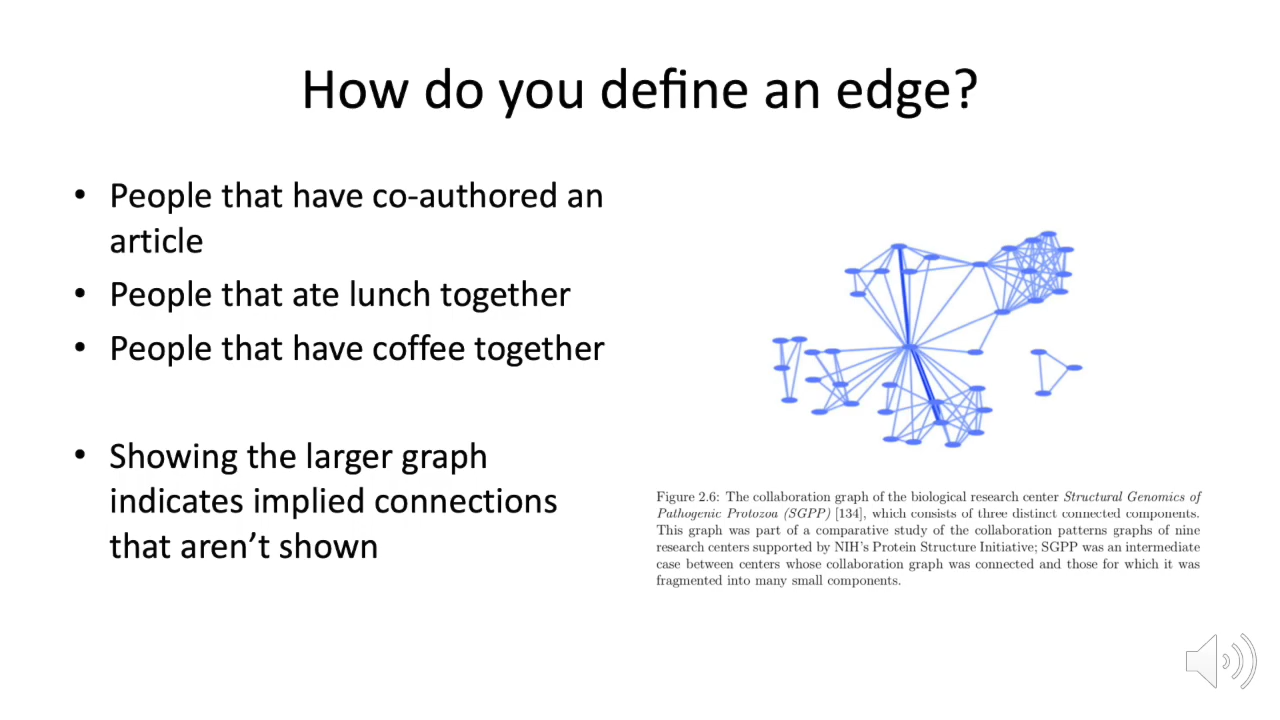 How do you define an edge?
• People that have co-authored an
article
• People that ate lunch together
• People that have coffee together
• Showing the larger graph
indicates implied connections
that aren't shown
Figure 2.6: The collaboration graph of the biological research center Structural Genomics of
Pathogenic Protozoa (SGPP) [134], which consists of three distinct connected components.
This graph was part of a comparative study of the collaboration patterns graphs of nine
research centers supported by NIH's Protein Structure Initiative; SGPP was an intermediate
case between centers whose collaboration graph was connected and those for which it was
fragmented into many small components.